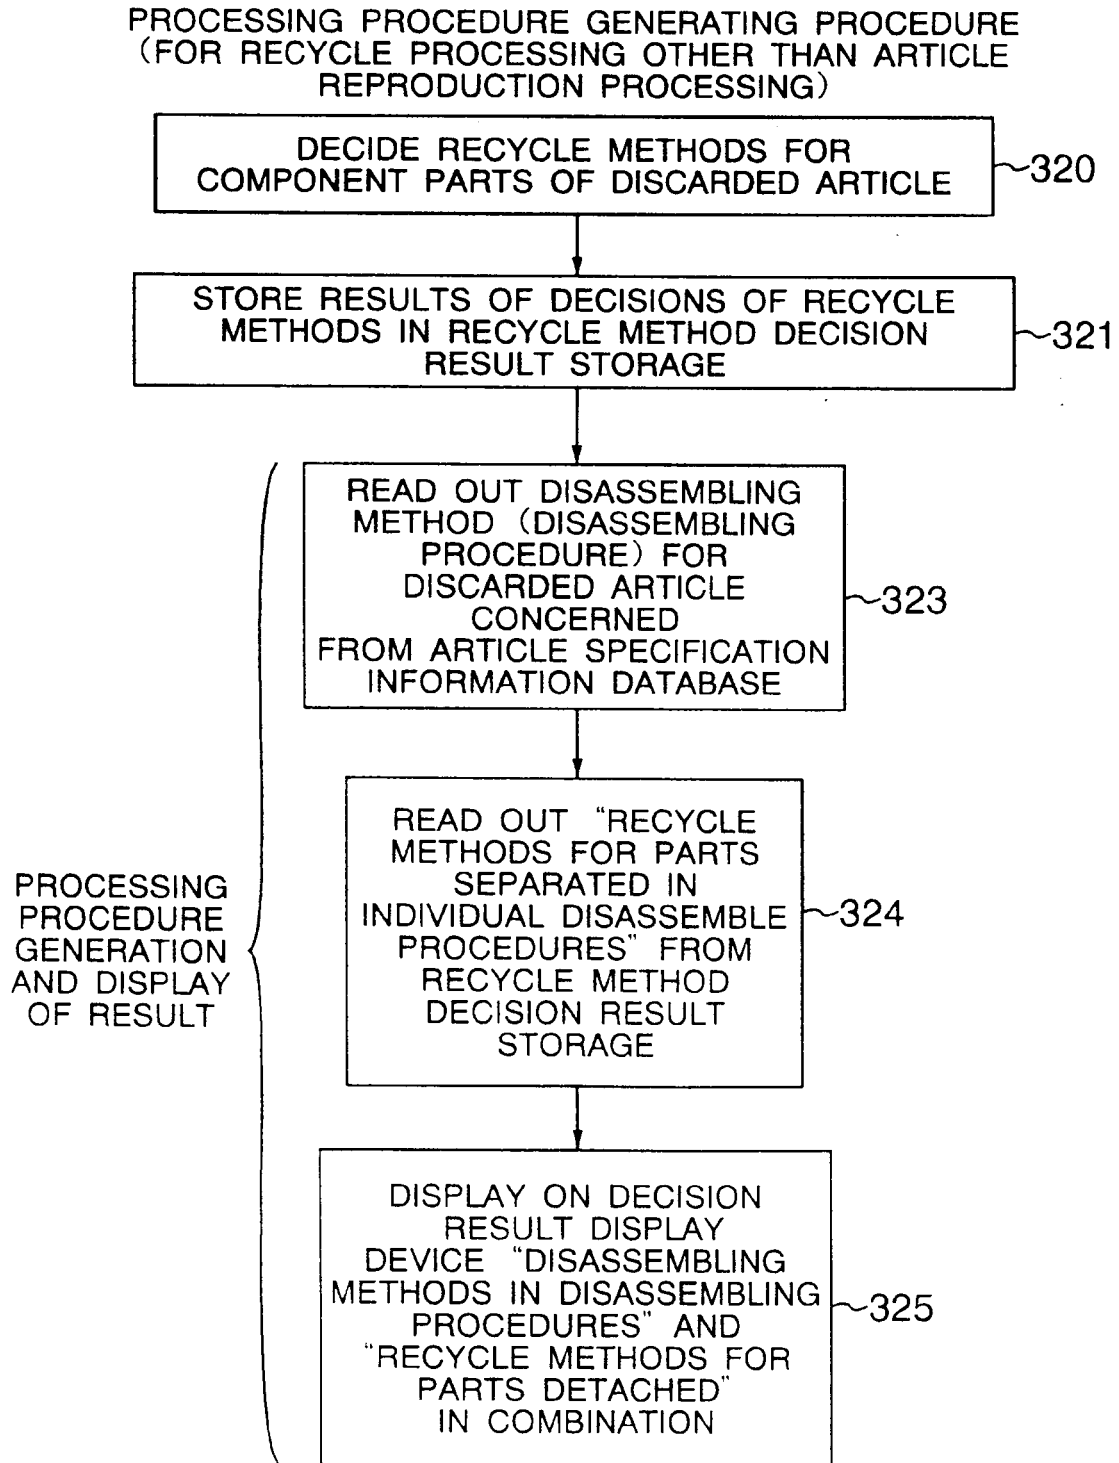 PROCESSING PROCEDURE GENERATING PROCEDURE
(FOR RECYCLE PROCESSING OTHER THAN ARTICLE
REPRODUCTION PROCESSING)
DECIDE RECYCLE METHODS FOR
COMPONENT PARTS OF DISCARDED ARTICLE
320
STORE RESULTS OF DECISIONS OF RECYCLE
METHODS IN RECYCLE METHOD DECISION
RESULT STORAGE
321
READ OUT DISASSEMBLING
METHOD (DISASSEMBLING
PROCEDURE) FOR
DISCARDED ARTICLE
CONCERNED
FROM ARTICLE SPECIFICATION
INFORMATION DATABASE
323
READ OUT “RECYCLE
METHODS FOR PARTS
SEPARATED IN
INDIVIDUAL DISASSEMBLE
PROCEDURES” FROM
RECYCLE METHOD
DECISION RESULT
STORAGE
324
PROCESSING
PROCEDURE
GENERATION
AND DISPLAY
OF RESULT
DISPLAY ON DECISION
RESULT DISPLAY
DEVICE “DISASSEMBLING
METHODS IN DISASSEMBLING
PROCEDURES” AND
“RECYCLE METHODS FOR
PARTS DETACHED”
IN COMBINATION
325